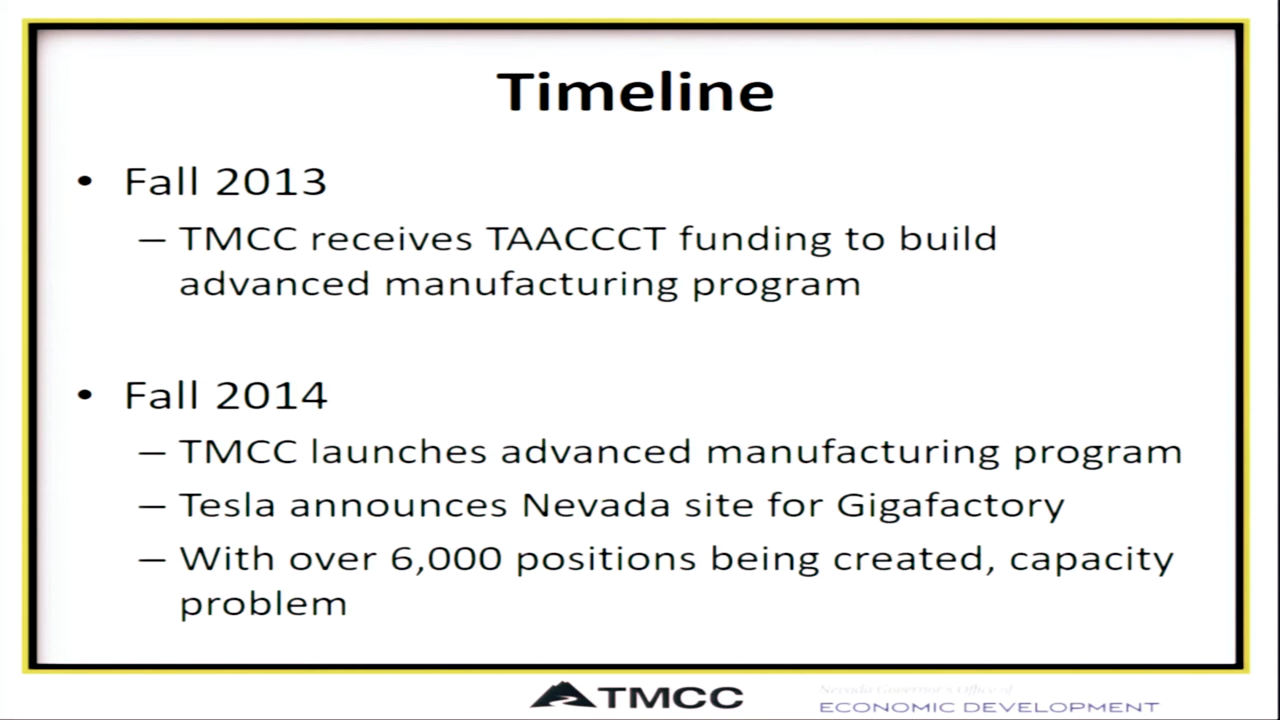 Timeline
• Fall 2013
– TMCC receives TAACCCT funding to build
advanced manufacturing program
• Fall 2014
– TMCC launches advanced manufacturing program
– Tesla announces Nevada site for Gigafactory
– With over 6,000 positions being created, capacity
problem
TMCC
Nevada Governor's Office of
ECONOMIC DEVELOPMENT